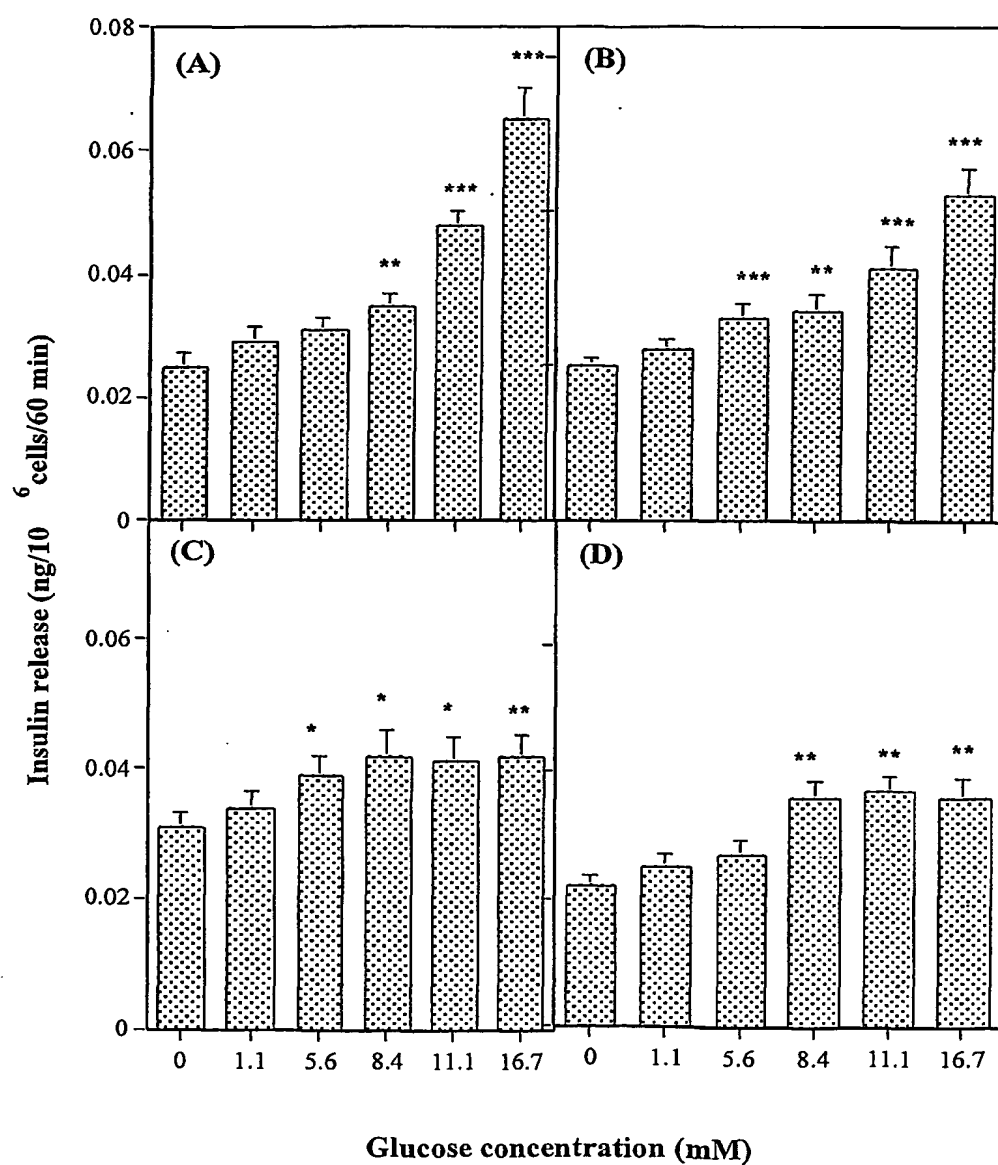 0.08
(A)
(B)
***
***
0.06
***
***
**
***
**
0.04
0.02
0
(C)
(D)
0.06
*
*
*
**
**
**
**
0.04
0.02
0
0 1.1 5.6 8.4 11.1 16.7
0 1.1 5.6 8.4 11.1 16.7
Insulin release (ng/10 6 cells/60 min)
Glucose concentration (mM)